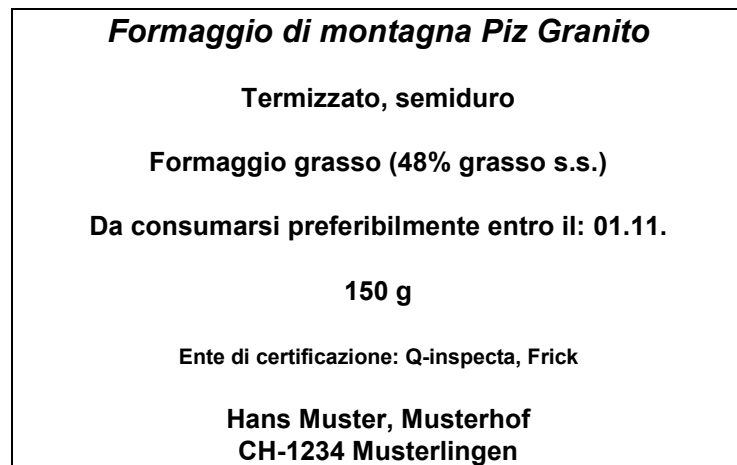 Formaggio di montagna Piz Granito
Termizzato, semiduro
Formaggio grasso (48% grasso s.s.)
Da consumarsi preferibilmente entro il: 01.11.
150 g
Ente di certificazione: Q-inspecta, Frick
Hans Muster, Musterhof
CH-1234 Musterlingen